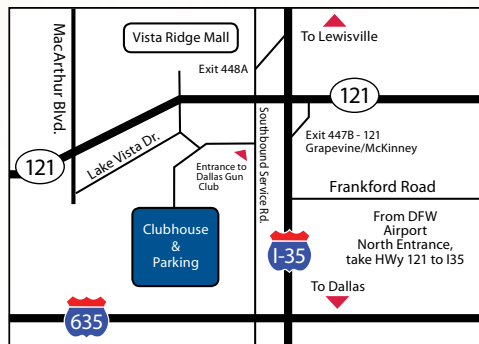 MacArthur Blvd.
Vista Ridge Mall
To Lewisville
Exit 448A
121
Exit 447B - 121
Grapevine/McKinney
Southbound Service Rd.
Lake Vista Dr.
121
Entrance to
Dallas Gun
Club
Frankford Road
Clubhouse
&
Parking
From DFW
Airport
North Entrance,
take HWy 121 to I35
I-35
To Dallas
635